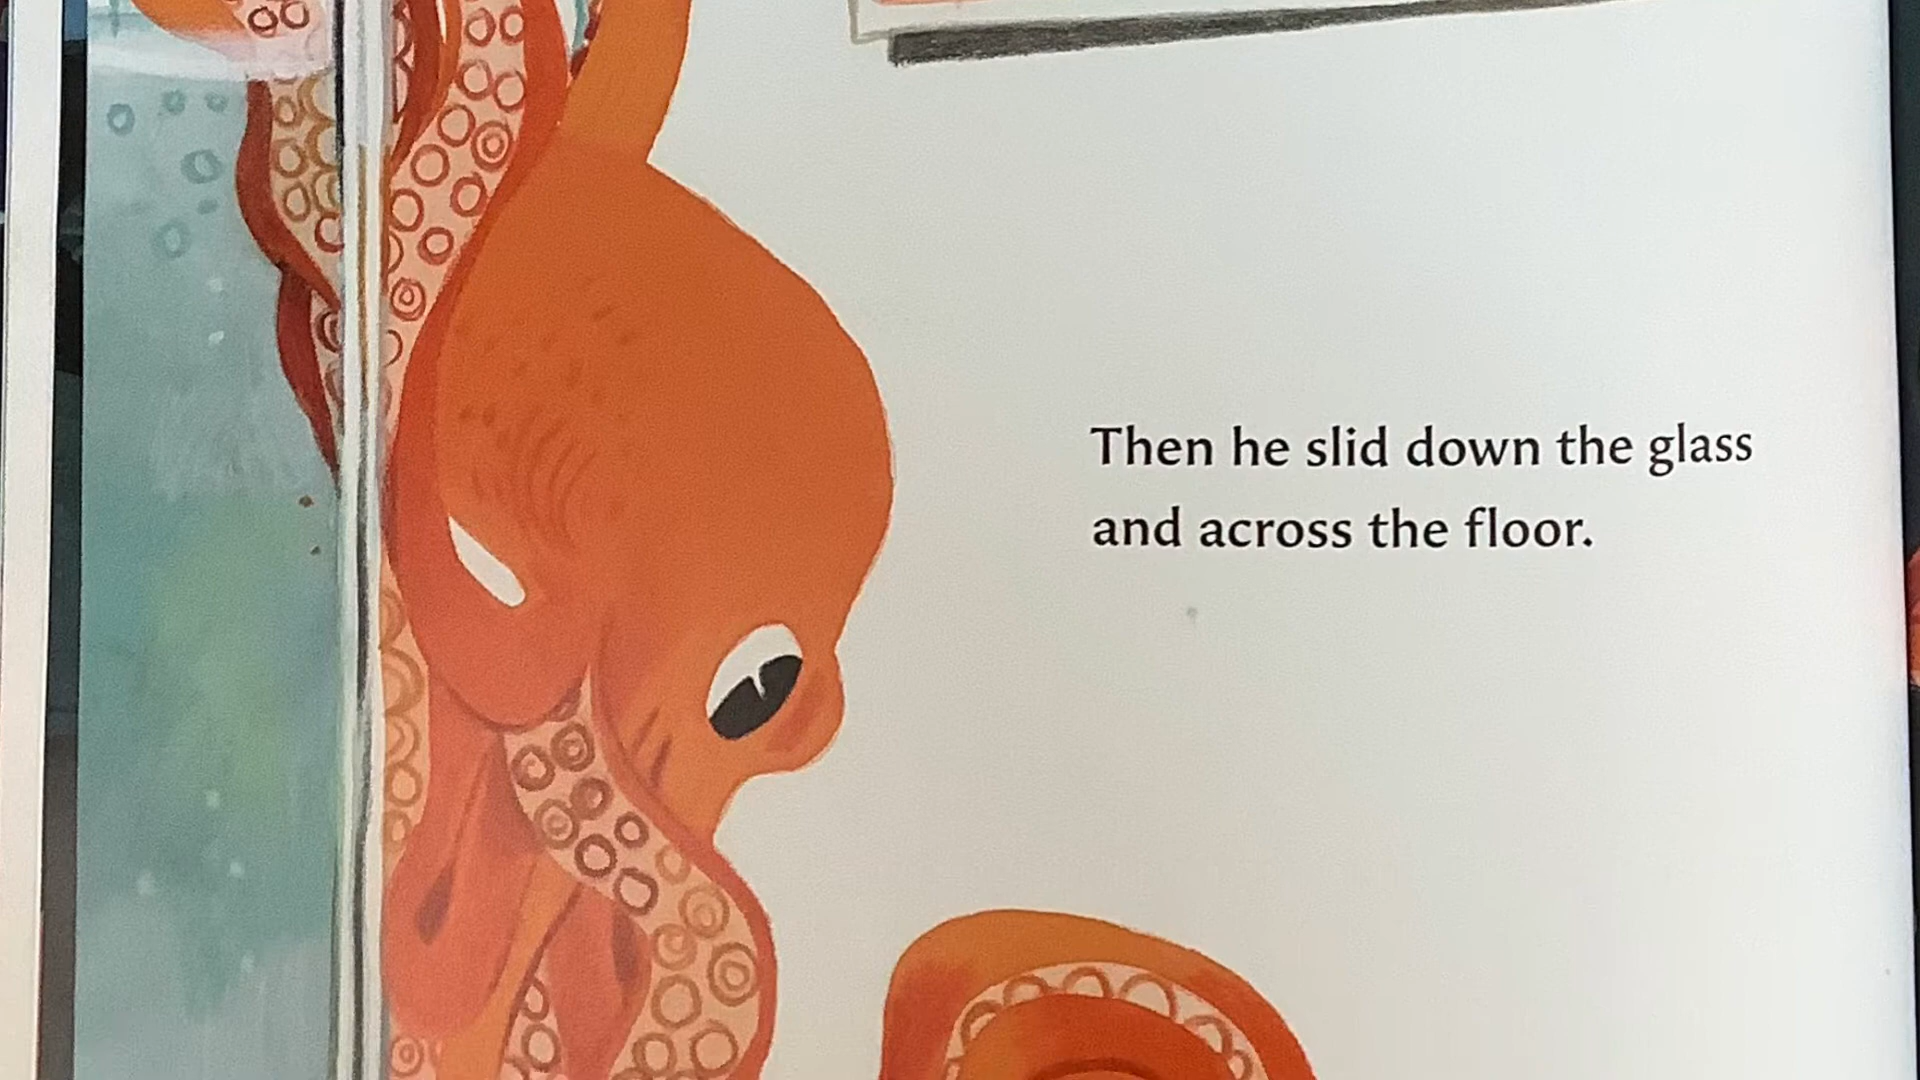 Then he slid down the glass
and across the floor.